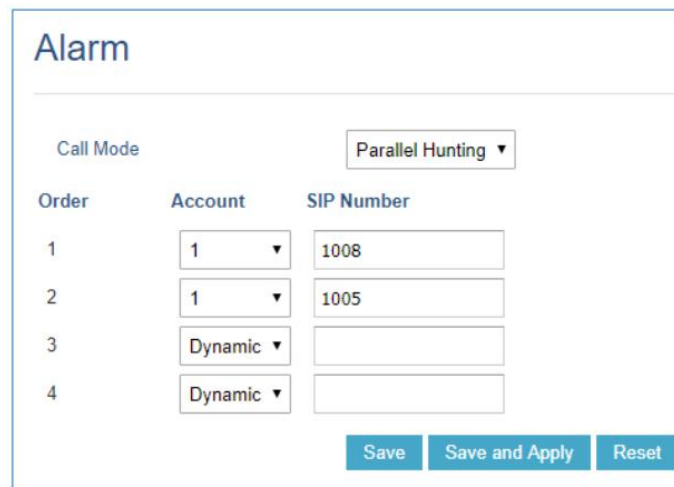 Alarm
Call Mode Parallel Hunting
Order Account SIP Number
1 1 1008
2 1 1005
3 Dynamic
4 Dynamic
Save Save and Apply Reset